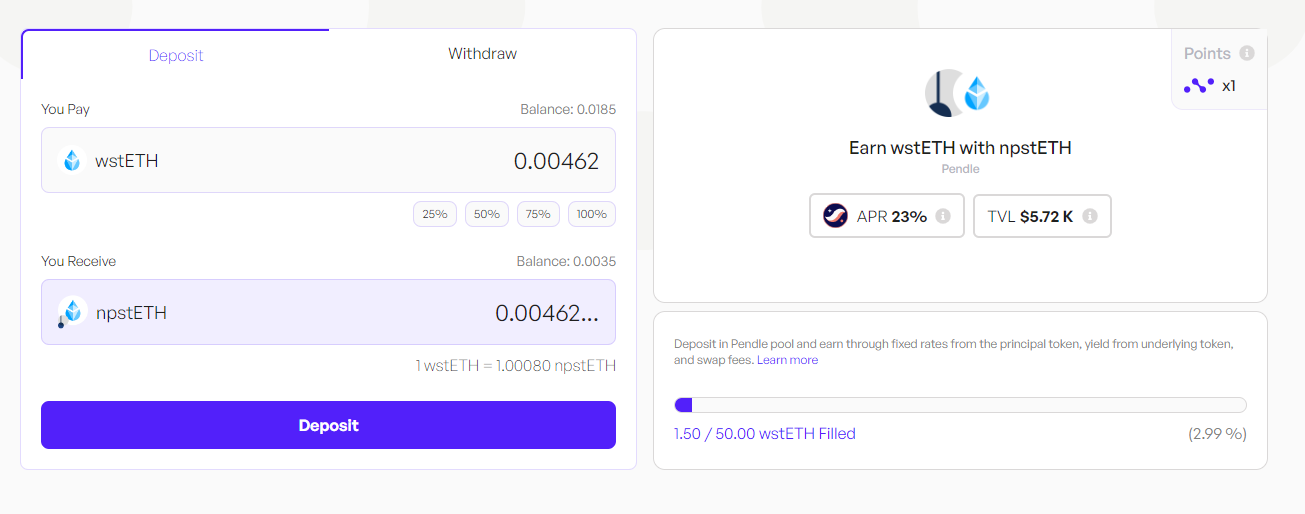 Deposit
Withdraw
You Pay
Balance: 0.0185
wstETH
0.00462
25%
50%
75%
100%
You Receive
Balance: 0.0035
npstETH
0.00462...
1 wstETH = 1.00080 npstETH
Deposit
Points
x1
Earn wstETH with npstETH
Pendle
APR 23%
TVL $5.72 K
Deposit in Pendle pool and earn through fixed rates from the principal token, yield from underlying token,
and swap fees. Learn more
1.50 / 50.00 wstETH Filled
(2.99 %)